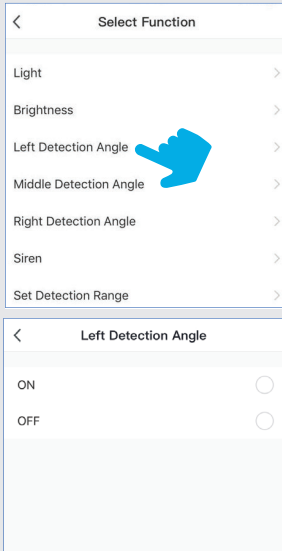 Select Function
Light
Brightness
Left Detection Angle
Middle Detection Angle
Right Detection Angle
Siren
Set Detection Range
Left Detection Angle
ON
OFF